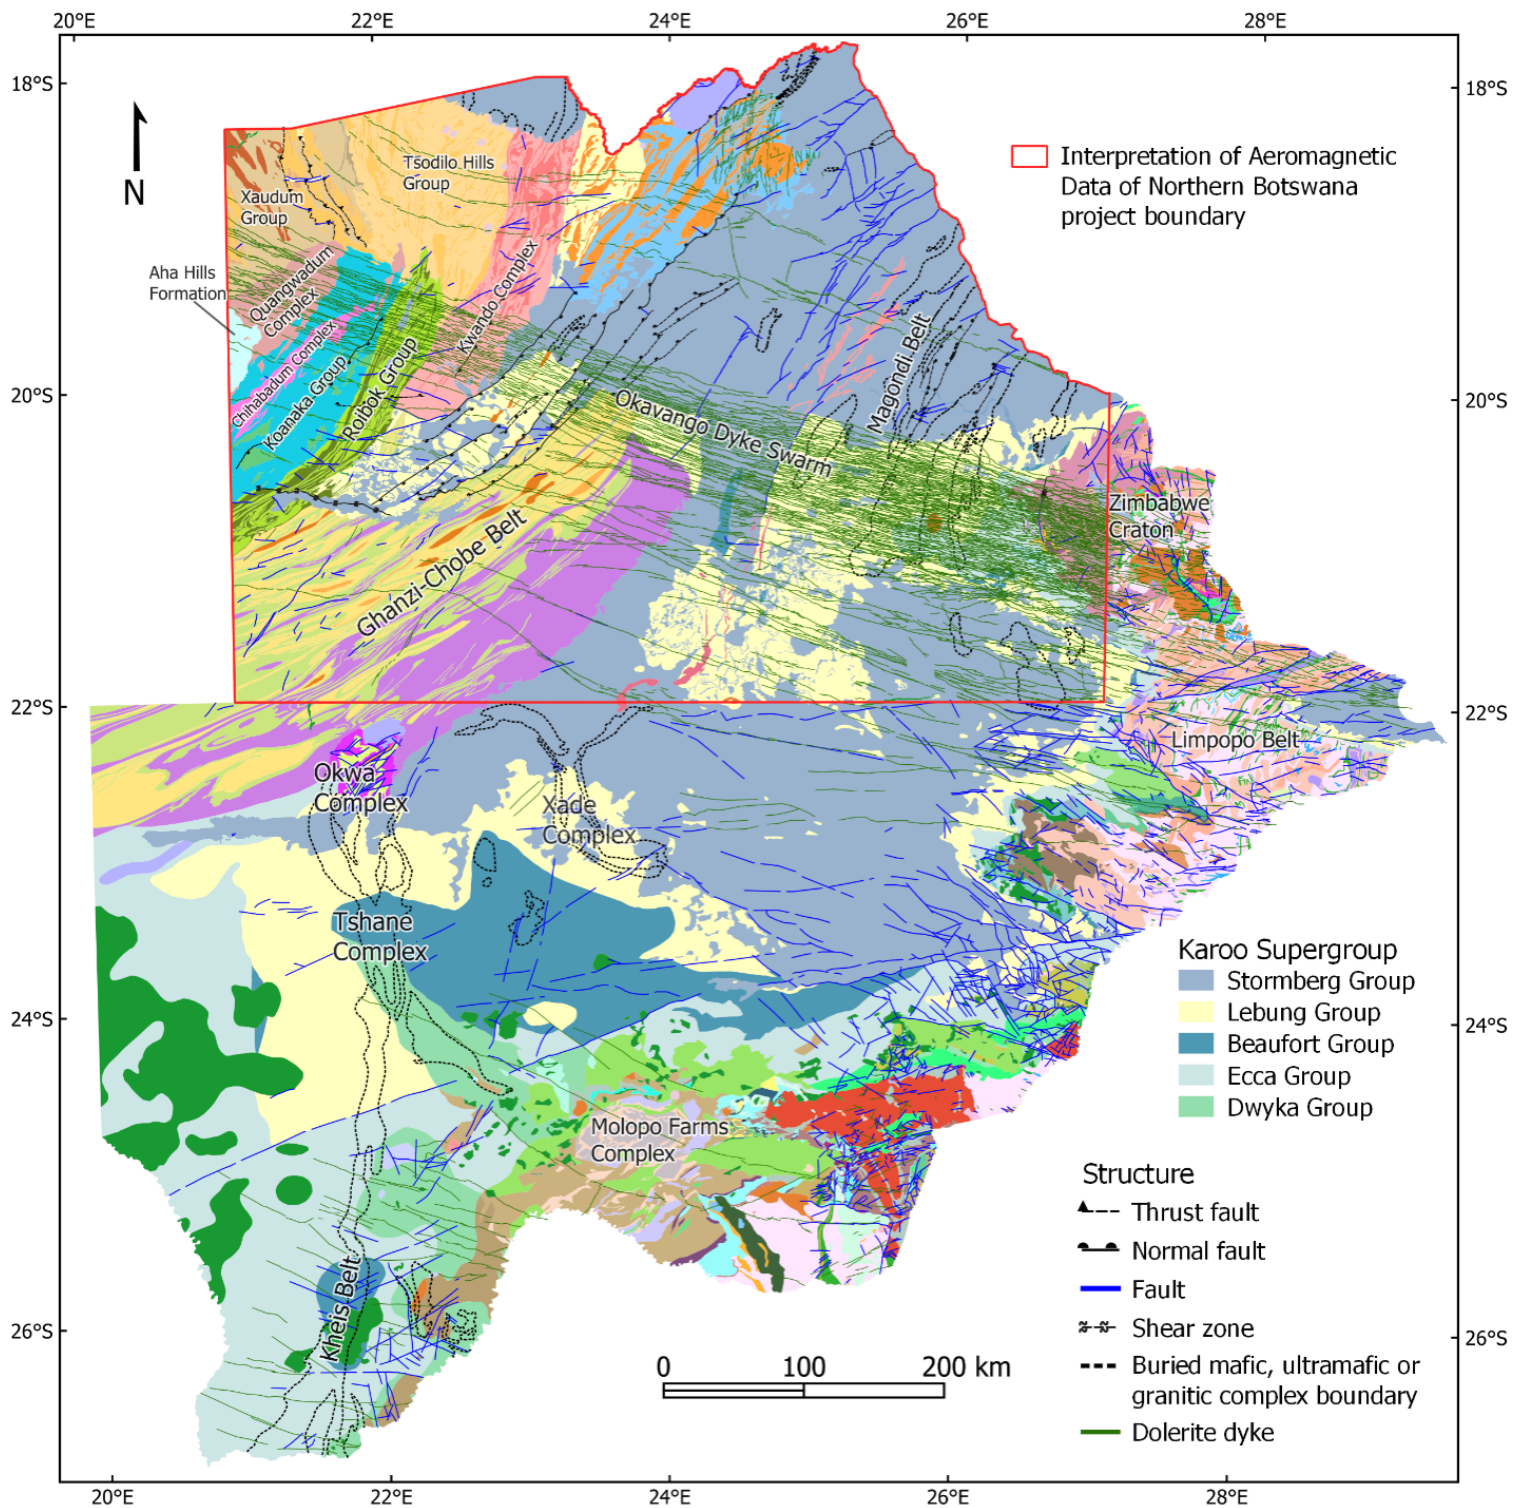 20°E 22°E 24°E 26°E 28°E
18°S 18°S
N
Interpretation of Aeromagnetic
Data of Northern Botswana
project boundary
Tsodilo Hills
Group
Xaudum
Group
Aha Hills
Formation
Quangwadum
Complex
Kwando Complex
Chihabadum Complex
Koanaka Group
Roibok Group
Magondi Belt
20°S 20°S
Okavango Dyke Swarm
Ghanzi-Chobe Belt
Zimbabwe
Craton
22°S 22°S
Limpopo Belt
Okwa
Complex
Xade
Complex
Tshane
Complex
Karoo Supergroup
Stormberg Group
Lebung Group
Beaufort Group
Ecca Group
Dwyka Group
24°S 24°S
Molopo Farms
Complex
Kheis Belt
Structure
Thrust fault
Normal fault
Fault
Shear zone
Buried mafic, ultramafic or
granitic complex boundary
Dolerite dyke
26°S 26°S
0 100 200 km
20°E 22°E 24°E 26°E 28°E